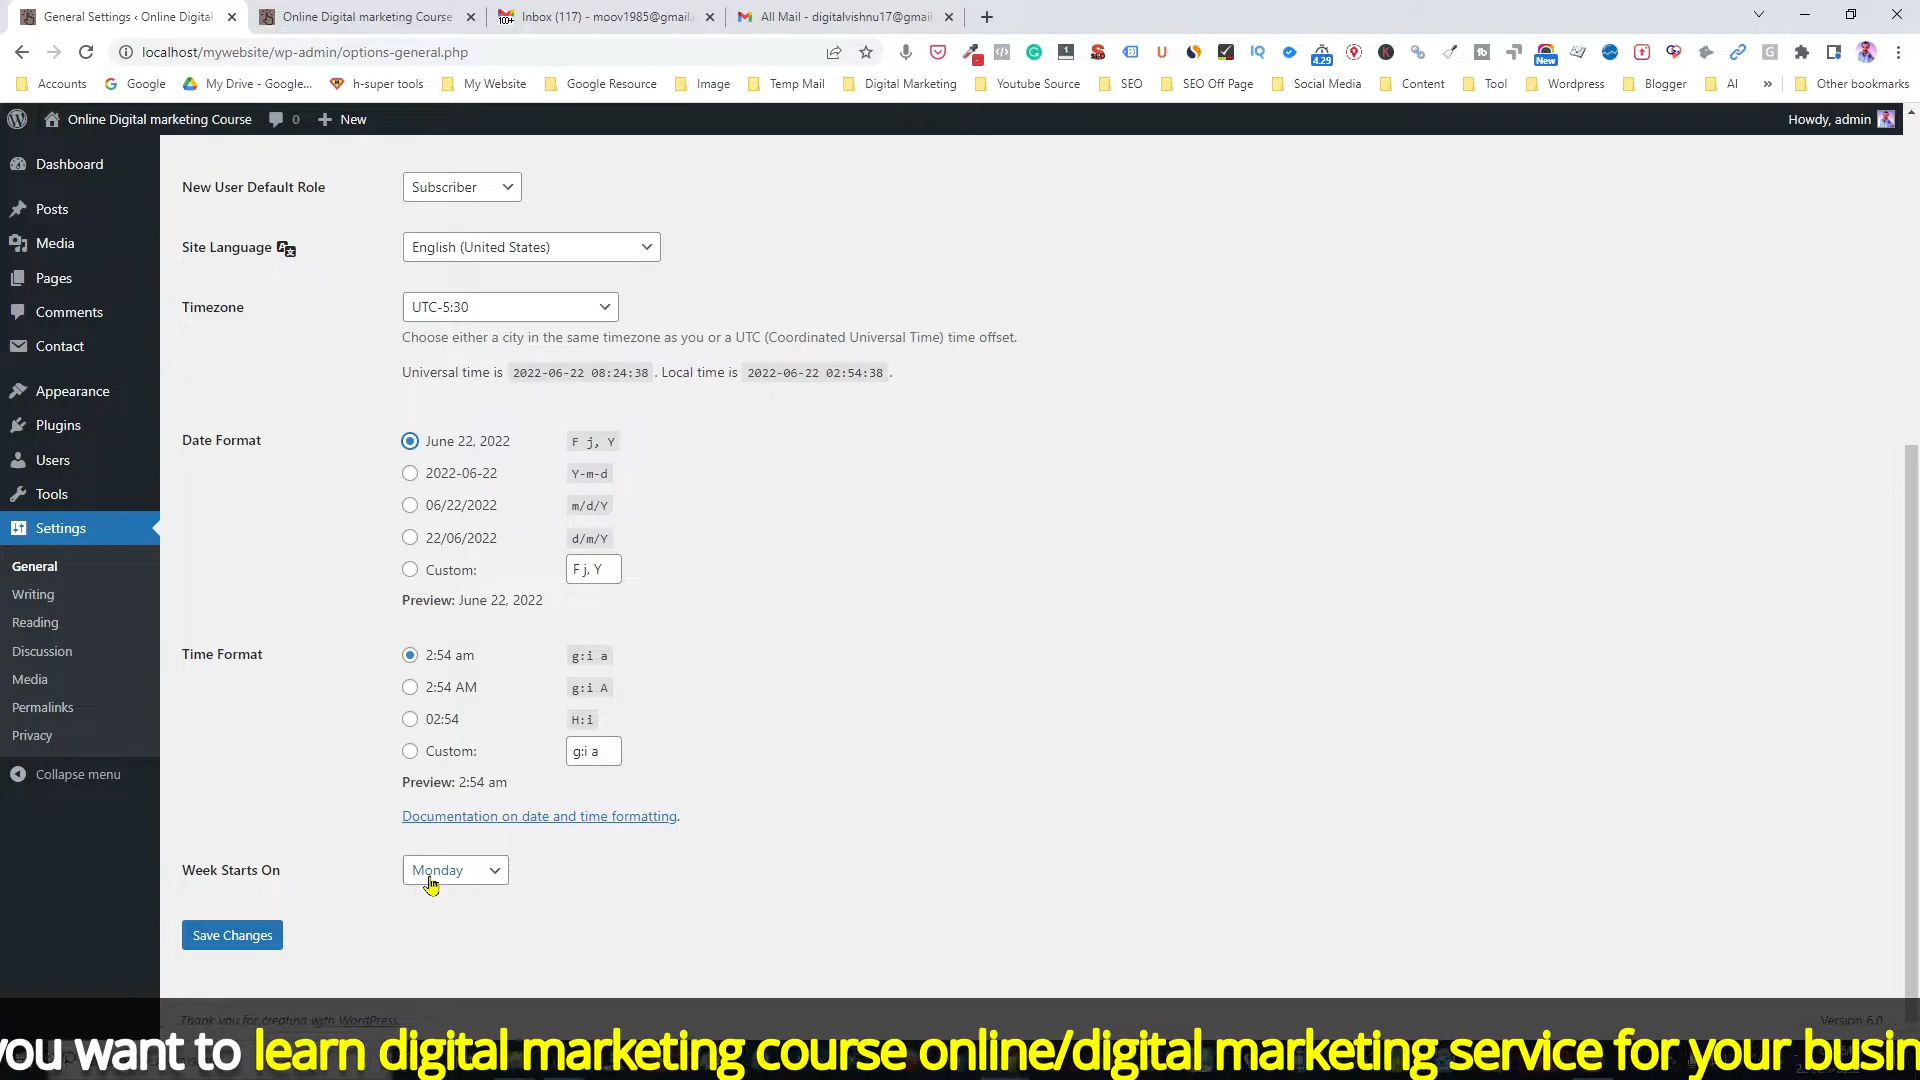 General Settings ‹ Online Digital
Online Digital marketing Course
Inbox (117) - moov1985@gmail.
All Mail - digitalvishnu17@gmail
localhost/mywebsite/wp-admin/options-general.php
Accounts
Google
My Drive - Google...
h-super tools
My Website
Google Resource
Image
Temp Mail
Digital Marketing
Youtube Source
SEO
SEO Off Page
Social Media
Content
Tool
Wordpress
Blogger
AI
»
Other bookmarks
Online Digital marketing Course
0
New
Howdy, admin
Dashboard
Posts
Media
Pages
Comments
Contact
Appearance
Plugins
Users
Tools
Settings
General
Writing
Reading
Discussion
Media
Permalinks
Privacy
Collapse menu
New User Default Role
Subscriber
Site Language
English (United States)
Timezone
UTC-5:30
Choose either a city in the same timezone as you or a UTC (Coordinated Universal Time) time offset.
Universal time is 2022-06-22 08:24:38 . Local time is 2022-06-22 02:54:38 .
Date Format
June 22, 2022 F j, Y
2022-06-22 Y-m-d
06/22/2022 m/d/Y
22/06/2022 d/m/Y
Custom: F j, Y
Preview: June 22, 2022
Time Format
2:54 am g:i a
2:54 AM g:i A
02:54 H:i
Custom: g:i a
Preview: 2:54 am
Documentation on date and time formatting.
Week Starts On
Monday
Save Changes
Thank you for creating with WordPress.
Version 6.0
you want to learn digital marketing course online/digital marketing service for your busin